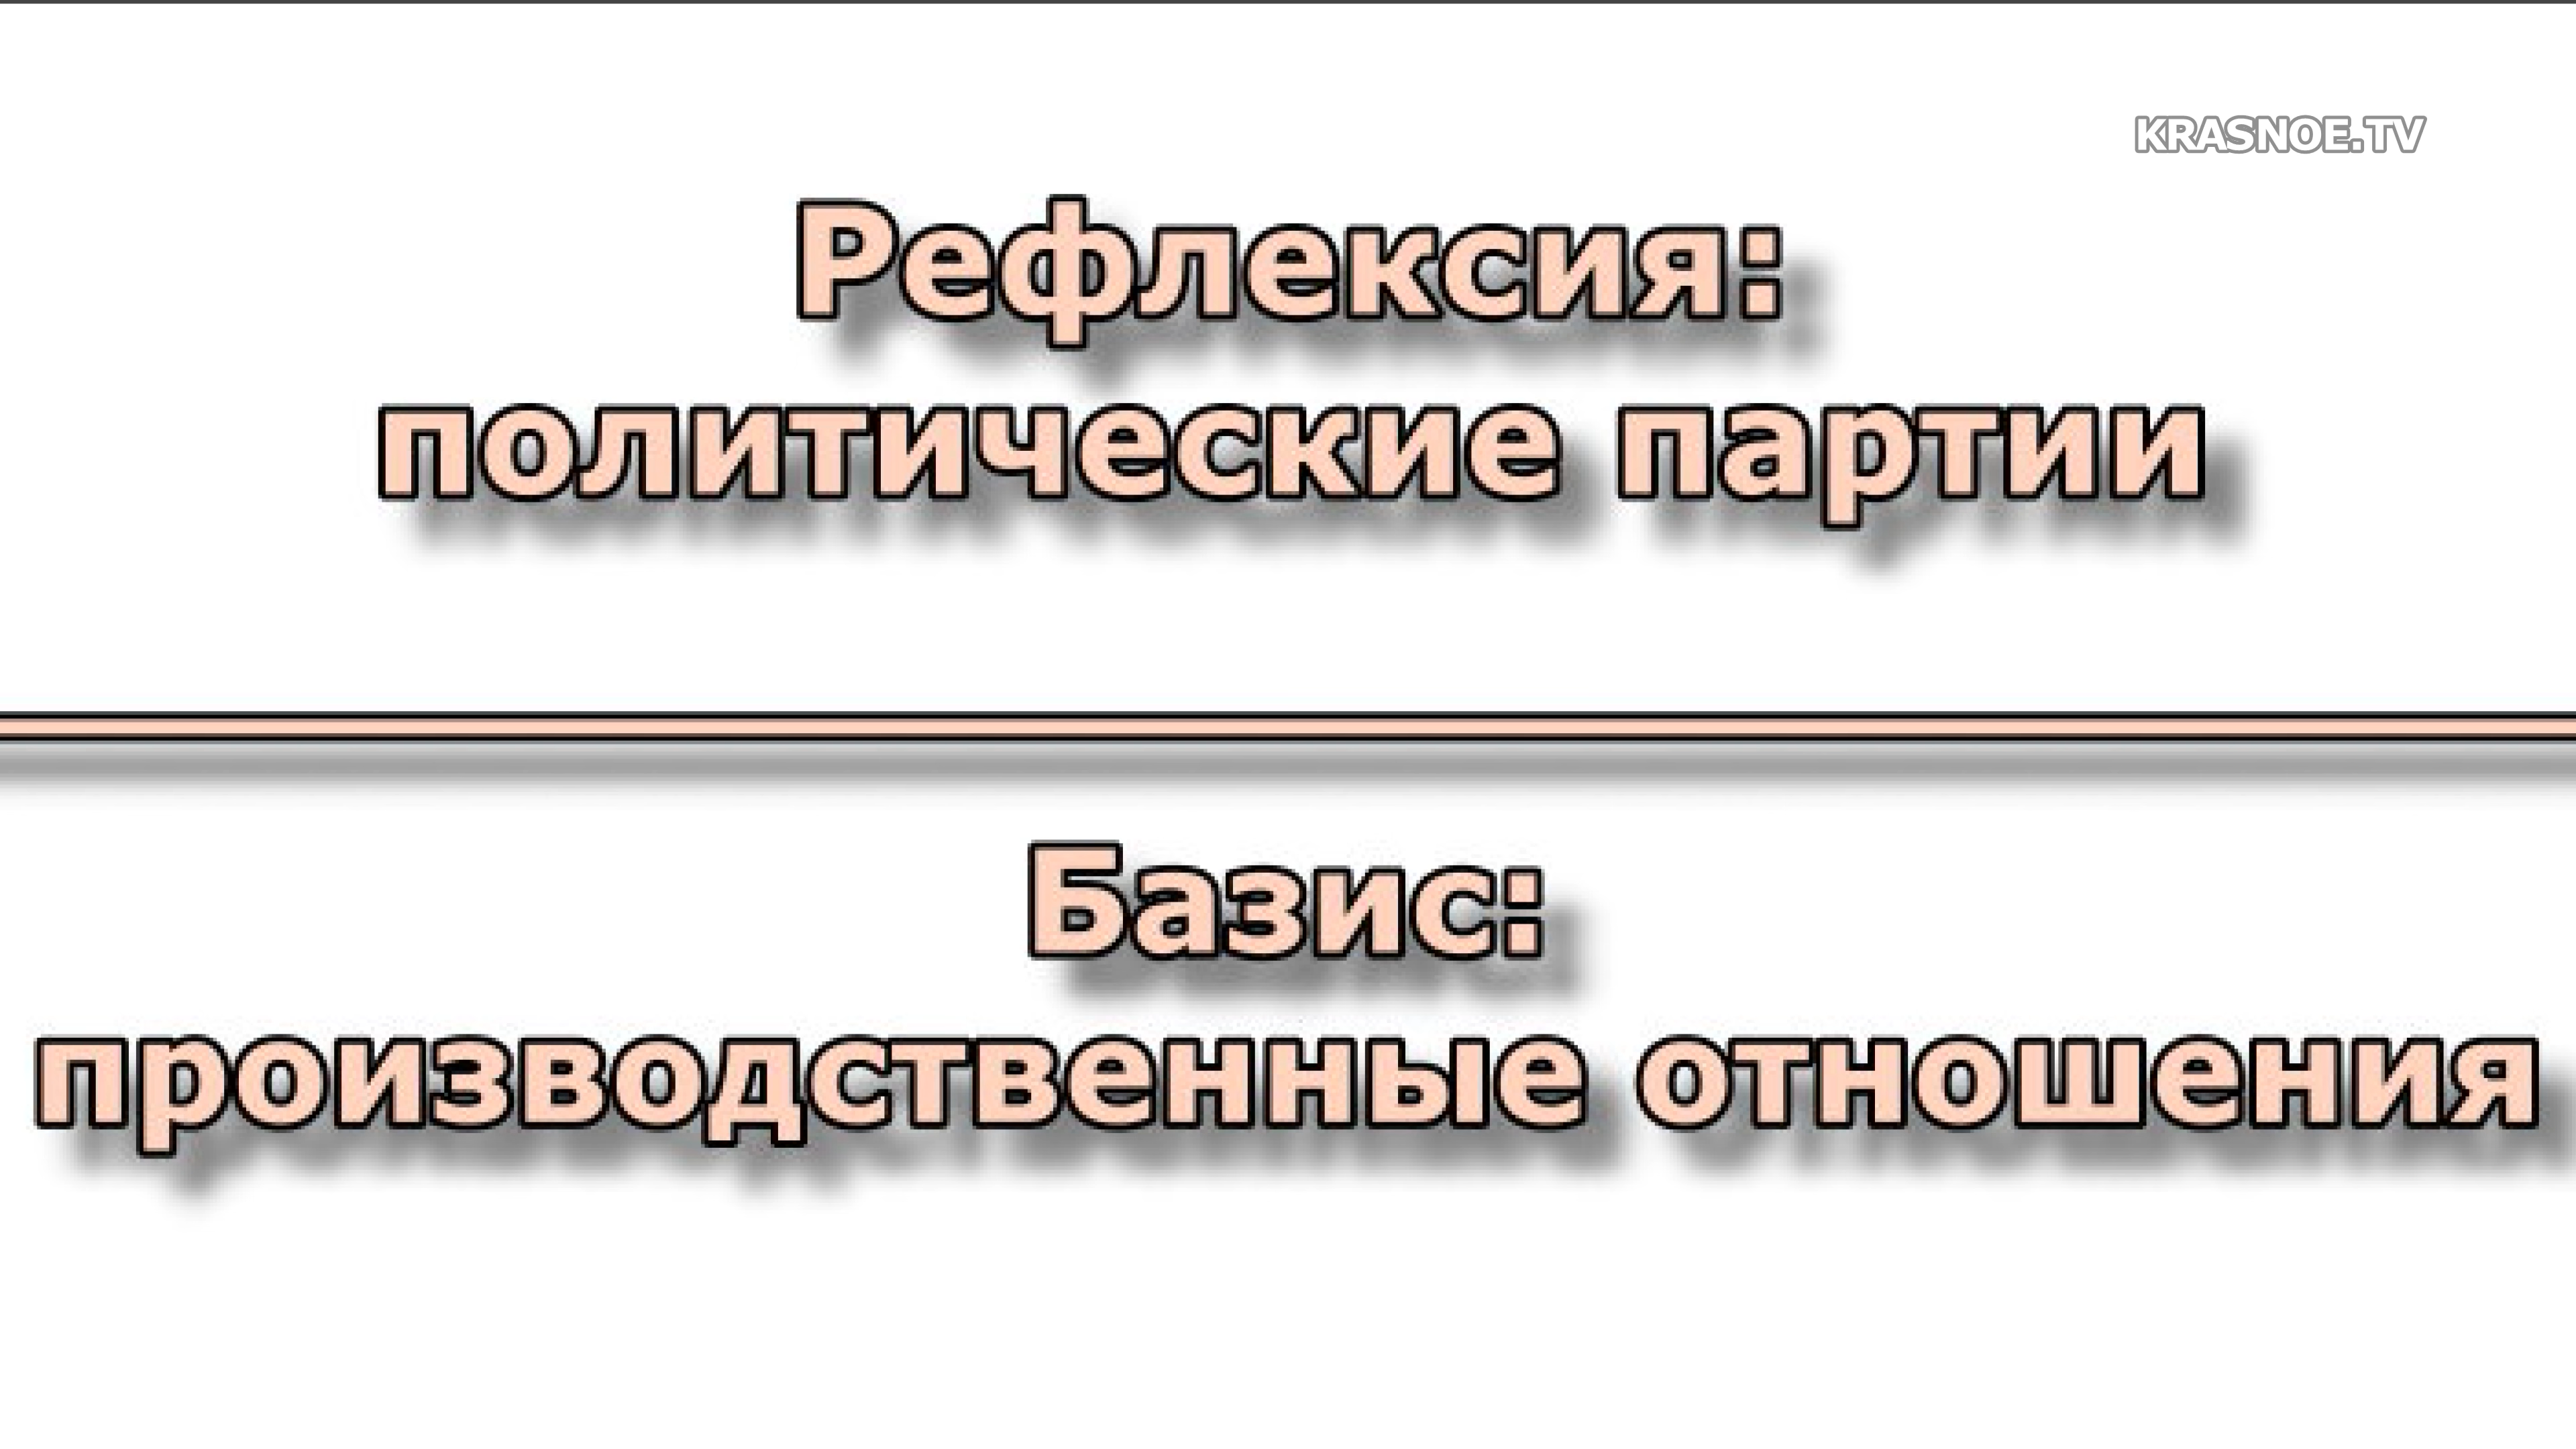 KRASNOE.TV
Рефлексия:
политические партии
Базис:
производственные отношения